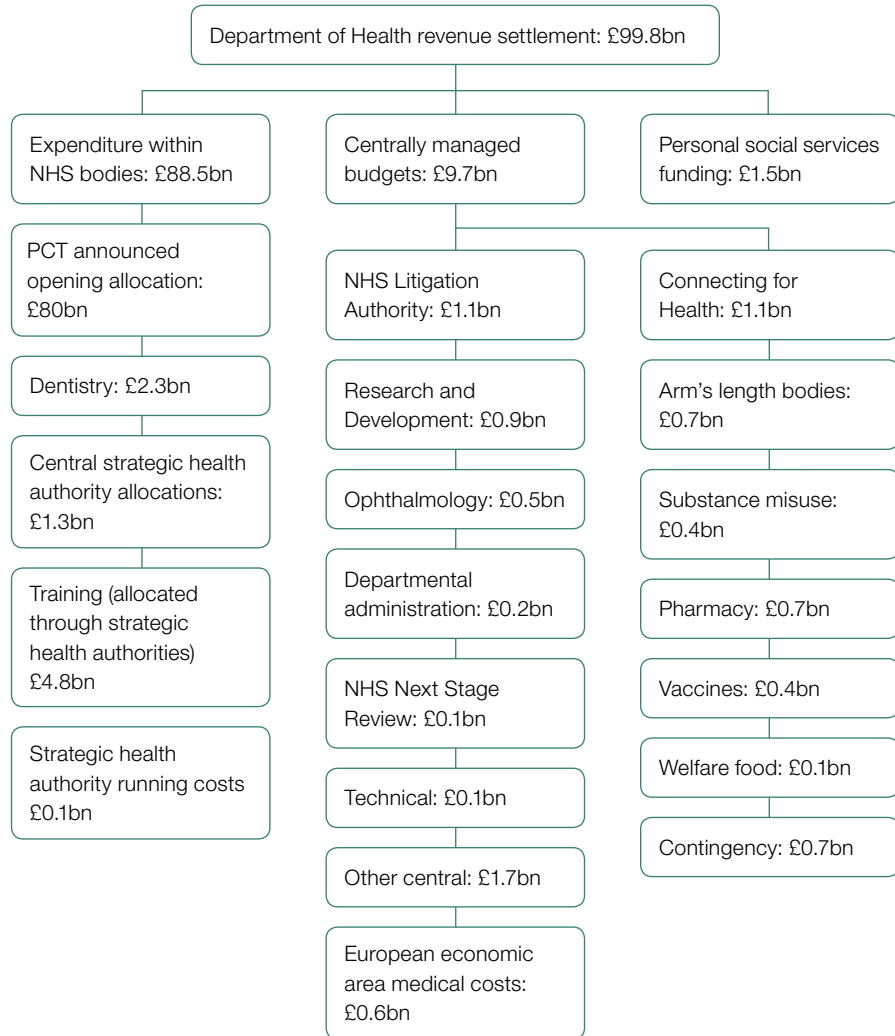 Department of Health revenue settlement: £99.8bn
Expenditure within
NHS bodies: £88.5bn
PCT announced
opening allocation:
£80bn
Dentistry: £2.3bn
Central strategic health
authority allocations:
£1.3bn
Training (allocated
through strategic
health authorities)
£4.8bn
Strategic health
authority running costs
£0.1bn
Centrally managed
budgets: £9.7bn
NHS Litigation
Authority: £1.1bn
Research and
Development: £0.9bn
Ophthalmology: £0.5bn
Departmental
administration: £0.2bn
NHS Next Stage
Review: £0.1bn
Technical: £0.1bn
Other central: £1.7bn
European economic
area medical costs:
£0.6bn
Connecting for
Health: £1.1bn
Arm’s length bodies:
£0.7bn
Substance misuse:
£0.4bn
Pharmacy: £0.7bn
Vaccines: £0.4bn
Welfare food: £0.1bn
Contingency: £0.7bn
Personal social services
funding: £1.5bn